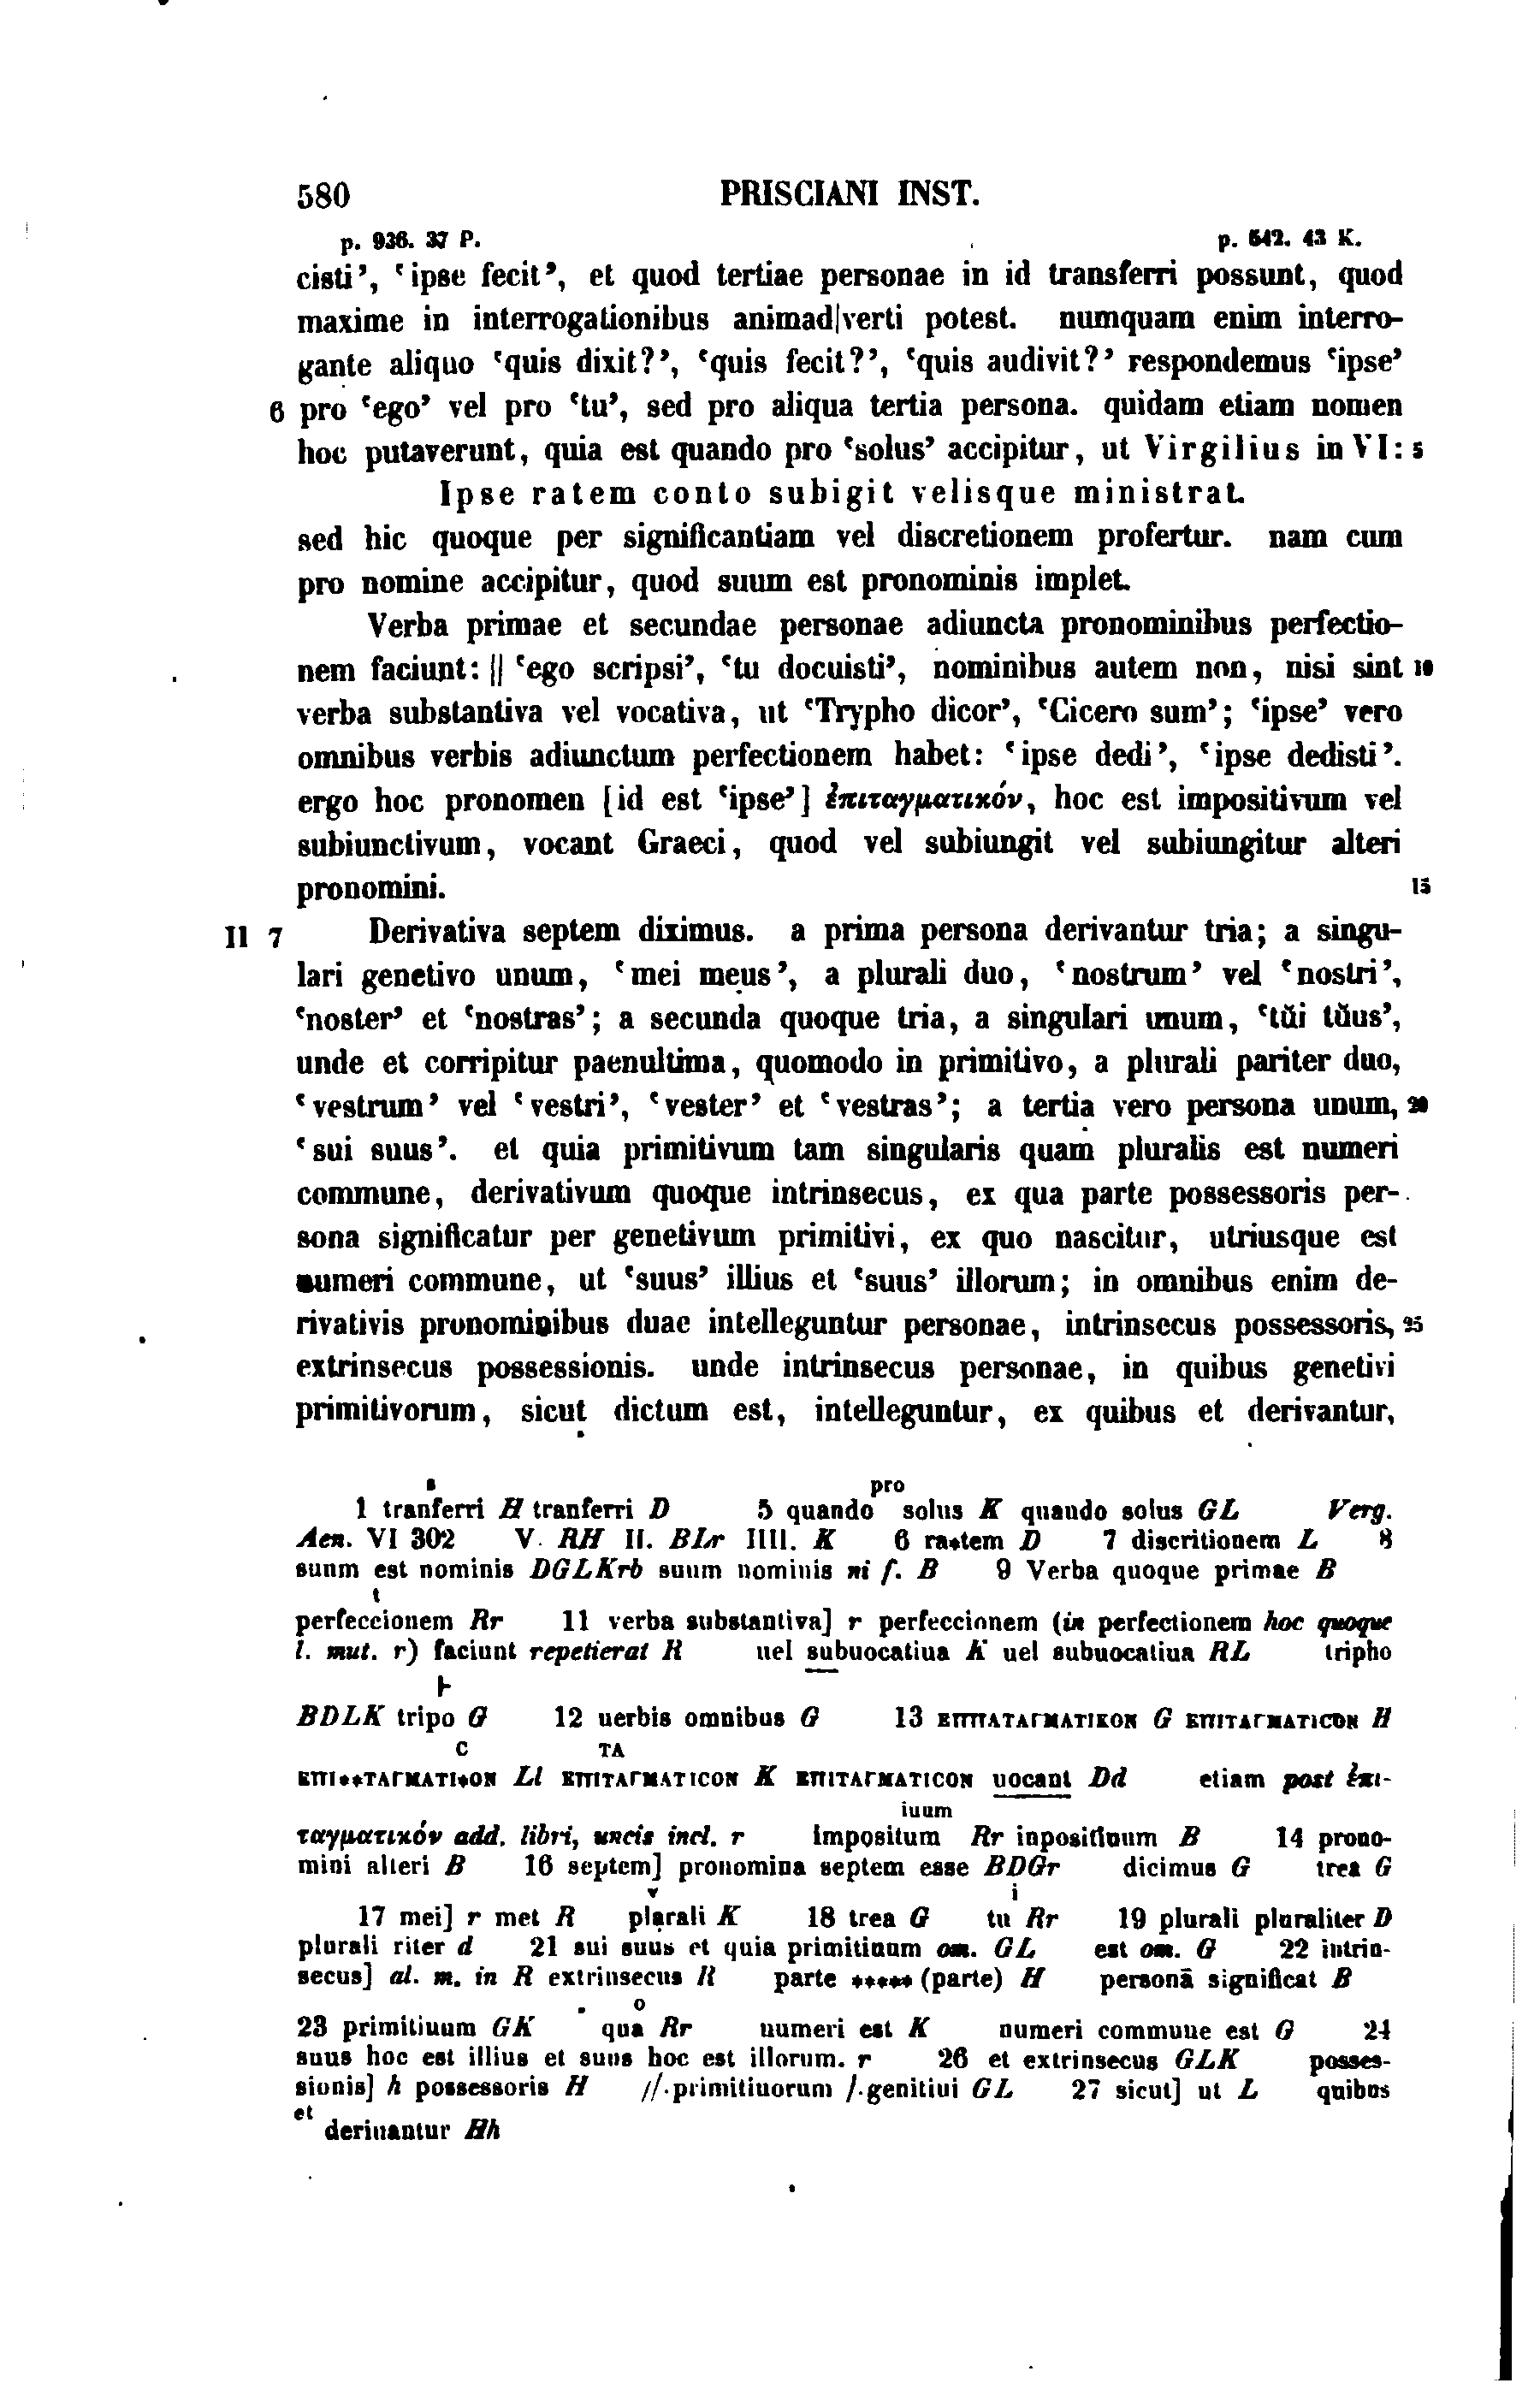 580 PRISCIANI INST.
p. 936. 37 P. p. 542. 43 K.
cisti’, ‘ipse fecit’, et quod tertiae personae in id transferri possunt, quod
maxime in interrogationibus animad|verti potest. numquam enim interro-
gante aliquo ‘quis dixit?’, ‘quis fecit?’, ‘quis audivit?’ respondemus ‘ipse’
6 pro ‘ego’ vel pro ‘tu’, sed pro aliqua tertia persona. quidam etiam nomen
hoc putaverunt, quia est quando pro ‘solus’ accipitur, ut Virgilius in VI: 5
Ipse ratem conto subigit velisque ministrat.
sed hic quoque per significantiam vel discretionem profertur. nam cum
pro nomine accipitur, quod suum est pronominis implet.
Verba primae et secundae personae adiuncta pronominibus perfectio-
nem faciunt: || ‘ego scripsi’, ‘tu docuisti’, nominibus autem non, nisi sint 10
verba substantiva vel vocativa, ut ‘Trypho dicor’, ‘Cicero sum’; ‘ipse’ vero
omnibus verbis adiunctum perfectionem habet: ‘ipse dedi’, ‘ipse dedisti’.
ergo hoc pronomen [id est ‘ipse’] ἐπιταγματικόν, hoc est impositivum vel
subiunctivum, vocant Graeci, quod vel subiungit vel subiungitur alteri
pronomini. 15
II 7 Derivativa septem diximus. a prima persona derivantur tria; a singu-
lari genetivo unum, ‘mei meus’, a plurali duo, ‘nostrum’ vel ‘nostri’,
‘noster’ et ‘nostras’; a secunda quoque tria, a singulari unum, ‘tŭi tŭus’,
unde et corripitur paenultima, quomodo in primitivo, a plurali pariter duo,
‘vestrum’ vel ‘vestri’, ‘vester’ et ‘vestras’; a tertia vero persona unum, 20
‘sui suus’. et quia primitivum tam singularis quam pluralis est numeri
commune, derivativum quoque intrinsecus, ex qua parte possessoris per-
sona significatur per genetivum primitivi, ex quo nascitur, utriusque est
numeri commune, ut ‘suus’ illius et ‘suus’ illorum; in omnibus enim de-
rivativis pronominibus duae intelleguntur personae, intrinsecus possessoris, 25
extrinsecus possessionis. unde intrinsecus personae, in quibus genetivi
primitivorum, sicut dictum est, intelleguntur, ex quibus et derivantur,
s pro
1 tranferri H tranferri D 5 quando solus K quando solus GL Verg.
Aen. VI 302 V. RH II. BLr IIII. K 6 ra*tem D 7 discritionem L 8
suum est nominis DGLKrb suum nominis ni f. B 9 Verba quoque primae B
t
perfeccionem Rr 11 verba substantiva] r perfeccionem (in perfectionem hoc quoque
l. mut. r) faciunt repetierat R uel subuocatiua K uel subuocatiua RL tripho
⊦
BDLK tripo G 12 uerbis omnibus G 13 ΕΠΠΑΤΑΓΜΑΤΙΚΟΝ G ΕΠΙΤΑΓΜΑΤΙCΟΝ H
C TA
ΕΠΙ**ΤΑΓΜΑΤΙ*ΟΝ Ll ΕΠΙΤΑΓΜΑΤΙCΟΝ K ΕΠΙΤΑΓΜΑΤΙCΟΝ uocant Dd etiam post ἐπι-
iuum
ταγματικόν add. libri, uncis incl. r impositum Rr inpositiuum B 14 prono-
mini alteri B 16 septem] pronomina septem esse BDGr dicimus G trea G
v i
17 mei] r met R plạrali K 18 trea G tu Rr 19 plurali pluraliter D
plurali riter d 21 sui suus et quia primitiuum om. GL est om. G 22 intrin-
secus] al. m. in R extrinsecus R parte ***** (parte) H personā significat B
o
23 primitiuum GK qua Rr numeri est K numeri commune est G 24
suus hoc est illius et suus hoc est illorum. r 26 et extrinsecus GLK posses-
sionis] h possessoris H //·primitiuorum /·genitiui GL 27 sicut] ut L quibus
et
deriuantur Hh